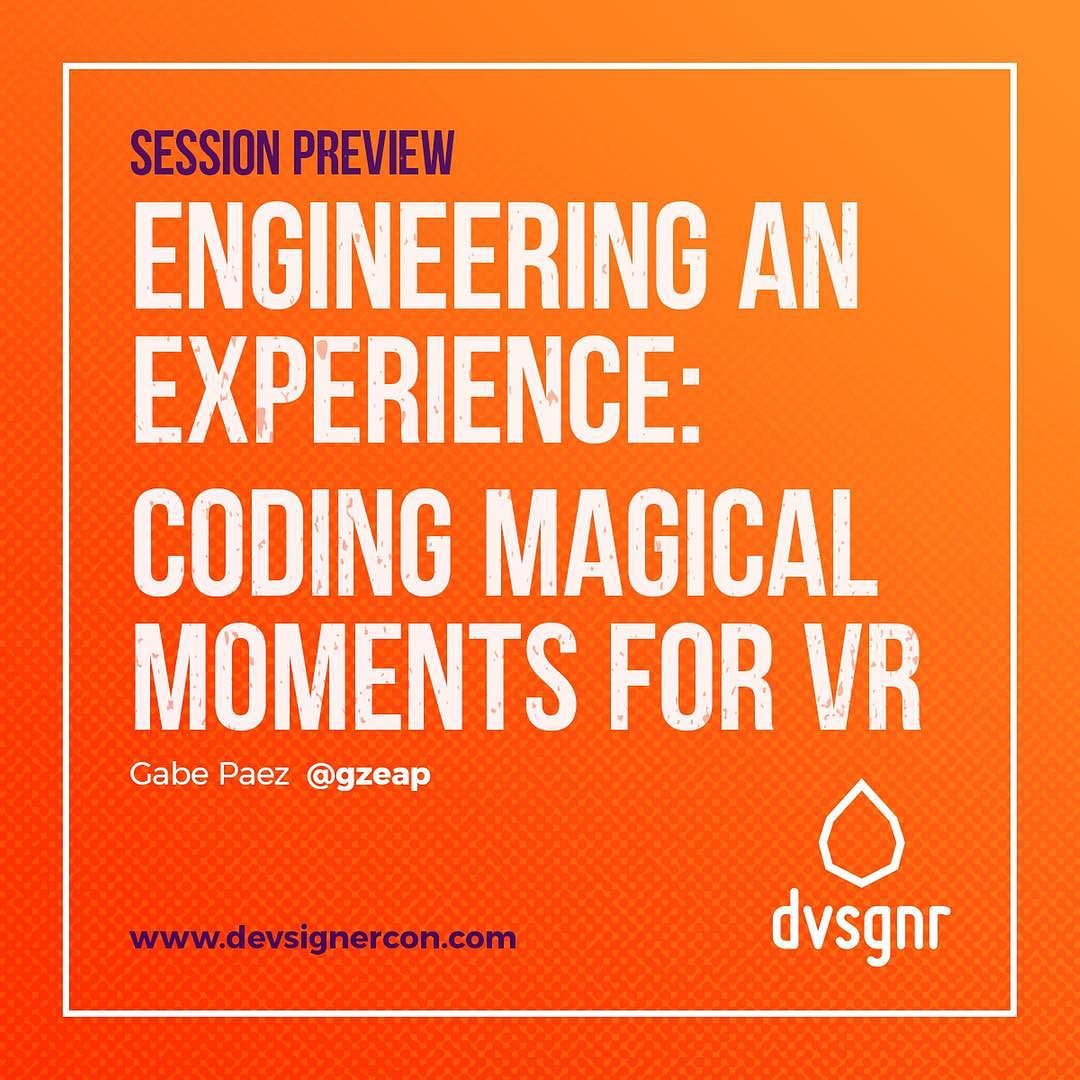 SESSION PREVIEW
ENGINEERING AN
EXPERIENCE:
CODING MAGICAL
MOMENTS FOR VR
Gabe Paez @gzeap
www.devsignercon.com
dvsgnr